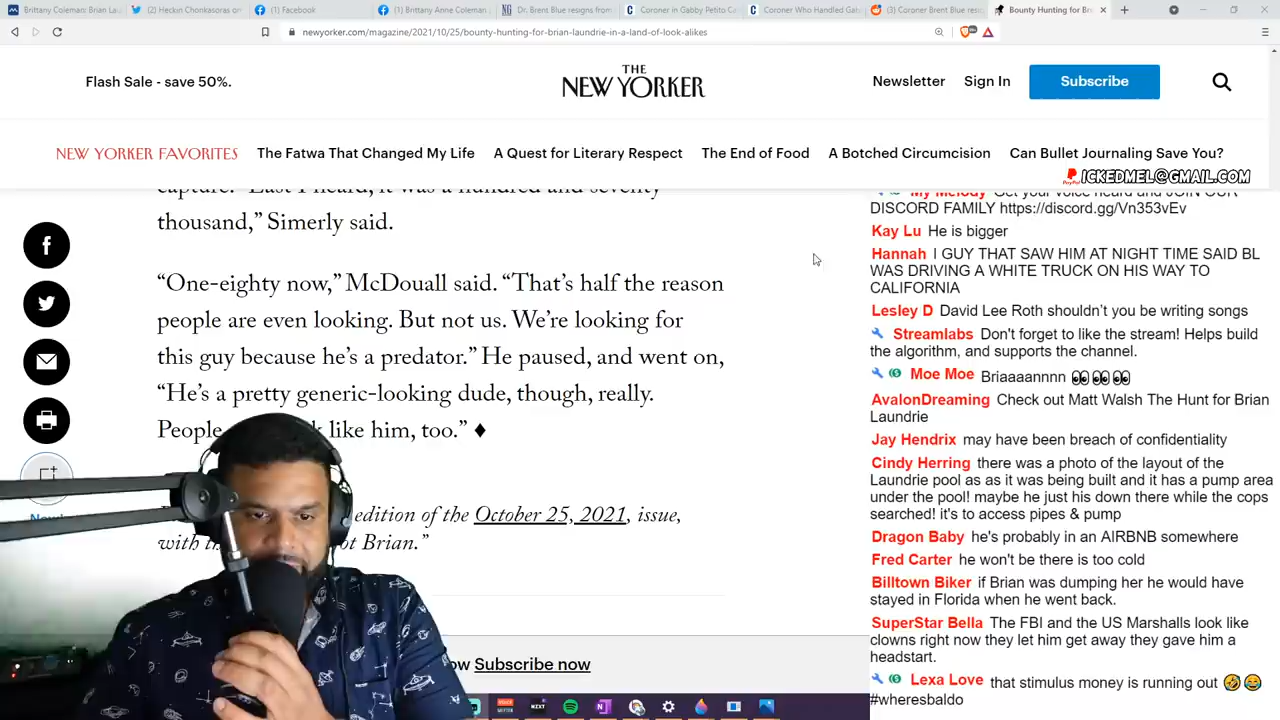 Brittany Coleman: Brian Lau
(2) Heckin Chonkasoras on
(1) Facebook
(1) Brittany Anne Coleman
Dr. Brent Blue resigns from
Coroner in Gabby Petito Ca
Coroner Who Handled Gab
(3) Coroner Brent Blue resi
Bounty Hunting for Br
newyorker.com/magazine/2021/10/25/bounty-hunting-for-brian-laundrie-in-a-land-of-look-alikes
Flash Sale - save 50%.
THE
NEW YORKER
Newsletter
Sign In
Subscribe
NEW YORKER FAVORITES
The Fatwa That Changed My Life
A Quest for Literary Respect
The End of Food
A Botched Circumcision
Can Bullet Journaling Save You?
PayPal ICKEDMEL@GMAIL.COM
capture. “Last I heard, it was a hundred and seventy
thousand,” Simerly said.
“One-eighty now,” McDouall said. “That’s half the reason
people are even looking. But not us. We’re looking for
this guy because he’s a predator.” He paused, and went on,
“He’s a pretty generic-looking dude, though, really.
People like him, too.” ♦
edition of the October 25, 2021, issue,
with ot Brian.”
ow Subscribe now
My Melody Get your voice heard and JOIN OUR
DISCORD FAMILY https://discord.gg/Vn353vEv
Kay Lu He is bigger
Hannah I GUY THAT SAW HIM AT NIGHT TIME SAID BL
WAS DRIVING A WHITE TRUCK ON HIS WAY TO
CALIFORNIA
Lesley D David Lee Roth shouldn’t you be writing songs
Streamlabs Don't forget to like the stream! Helps build
the algorithm, and supports the channel.
Moe Moe Briaaannnn 👀👀👀
AvalonDreaming Check out Matt Walsh The Hunt for Brian
Laundrie
Jay Hendrix may have been breach of confidentiality
Cindy Herring there was a photo of the layout of the
Laundrie pool as as it was being built and it has a pump area
under the pool! maybe he just his down there while the cops
searched! it's to access pipes & pump
Dragon Baby he's probably in an AIRBNB somewhere
Fred Carter he won't be there is too cold
Billtown Biker if Brian was dumping her he would have
stayed in Florida when he went back.
SuperStar Bella The FBI and the US Marshalls look like
clowns right now they let him get away they gave him a
headstart.
Lexa Love that stimulus money is running out 🤣😂
#wheresbaldo